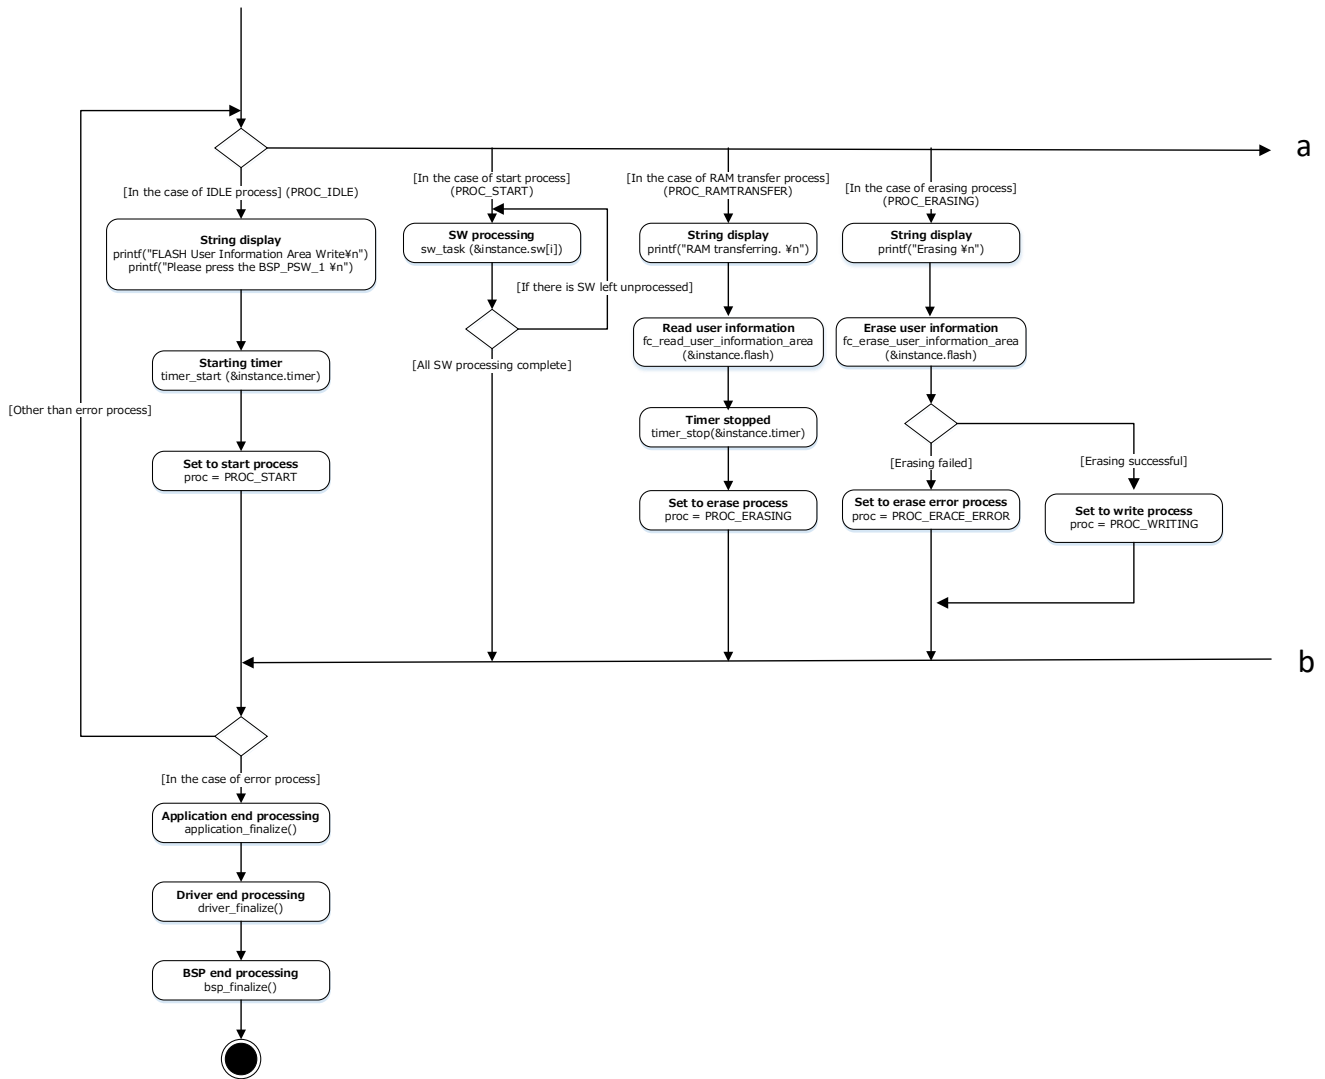 a
[In the case of IDLE process] (PROC_IDLE)
String display
printf("FLASH User Information Area Write¥n")
printf("Please press the BSP_PSW_1 ¥n")
Starting timer
timer_start (&instance.timer)
[Other than error process]
Set to start process
proc = PROC_START
[In the case of start process]
(PROC_START)
SW processing
sw_task (&instance.sw[i])
[If there is SW left unprocessed]
[All SW processing complete]
[In the case of RAM transfer process]
(PROC_RAMTRANSFER)
String display
printf("RAM transferring. ¥n")
Read user information
fc_read_user_information_area
(&instance.flash)
Timer stopped
timer_stop(&instance.timer)
Set to erase process
proc = PROC_ERASING
[In the case of erasing process]
(PROC_ERASING)
String display
printf("Erasing ¥n")
Erase user information
fc_erase_user_information_area
(&instance.flash)
[Erasing failed]
Set to erase error process
proc = PROC_ERACE_ERROR
[Erasing successful]
Set to write process
proc = PROC_WRITING
b
[In the case of error process]
Application end processing
application_finalize()
Driver end processing
driver_finalize()
BSP end processing
bsp_finalize()